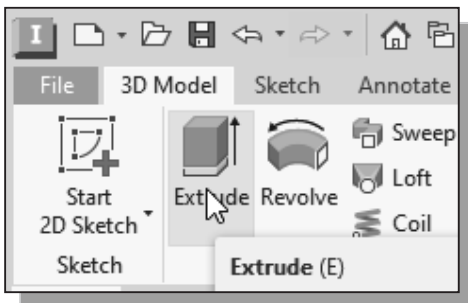 I
File 3D Model Sketch Annotate
Start
2D Sketch
Extrude
Revolve
Sweep
Loft
Coil
Sketch
Extrude (E)